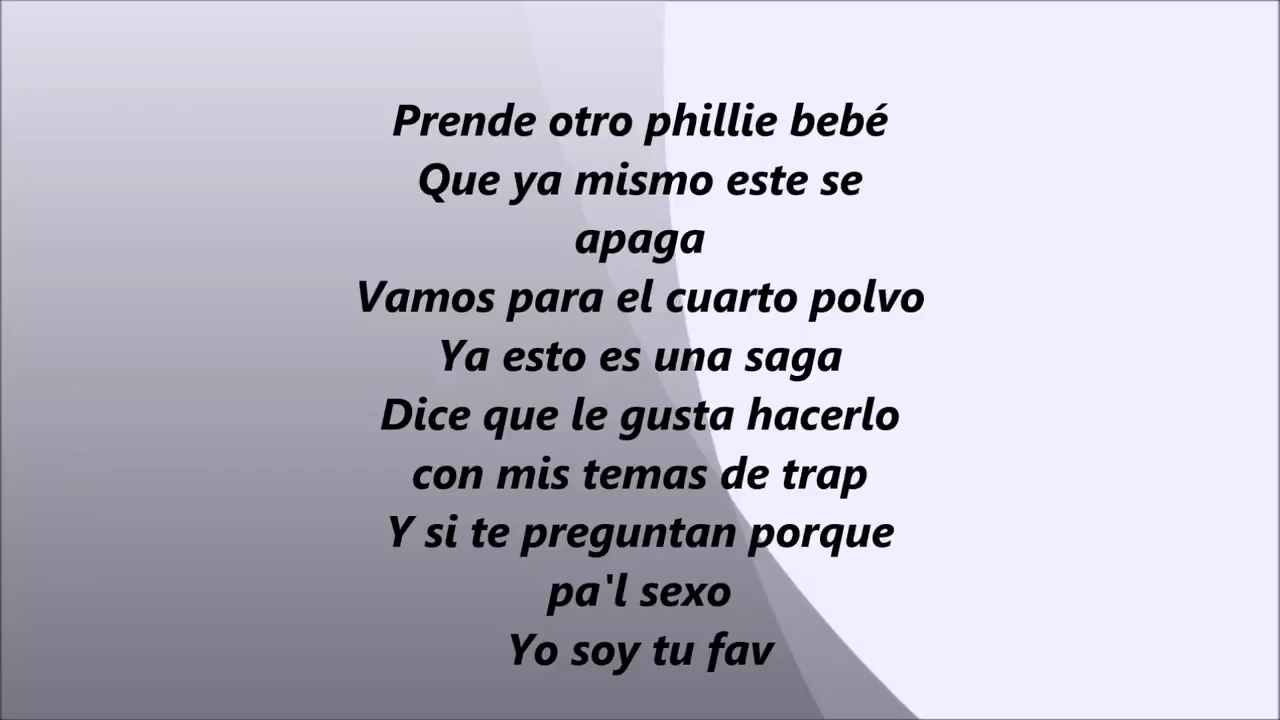 Prende otro phillie bebé
Que ya mismo este se
apaga
Vamos para el cuarto polvo
Ya esto es una saga
Dice que le gusta hacerlo
con mis temas de trap
Y si te preguntan porque
pa'l sexo
Yo soy tu fav